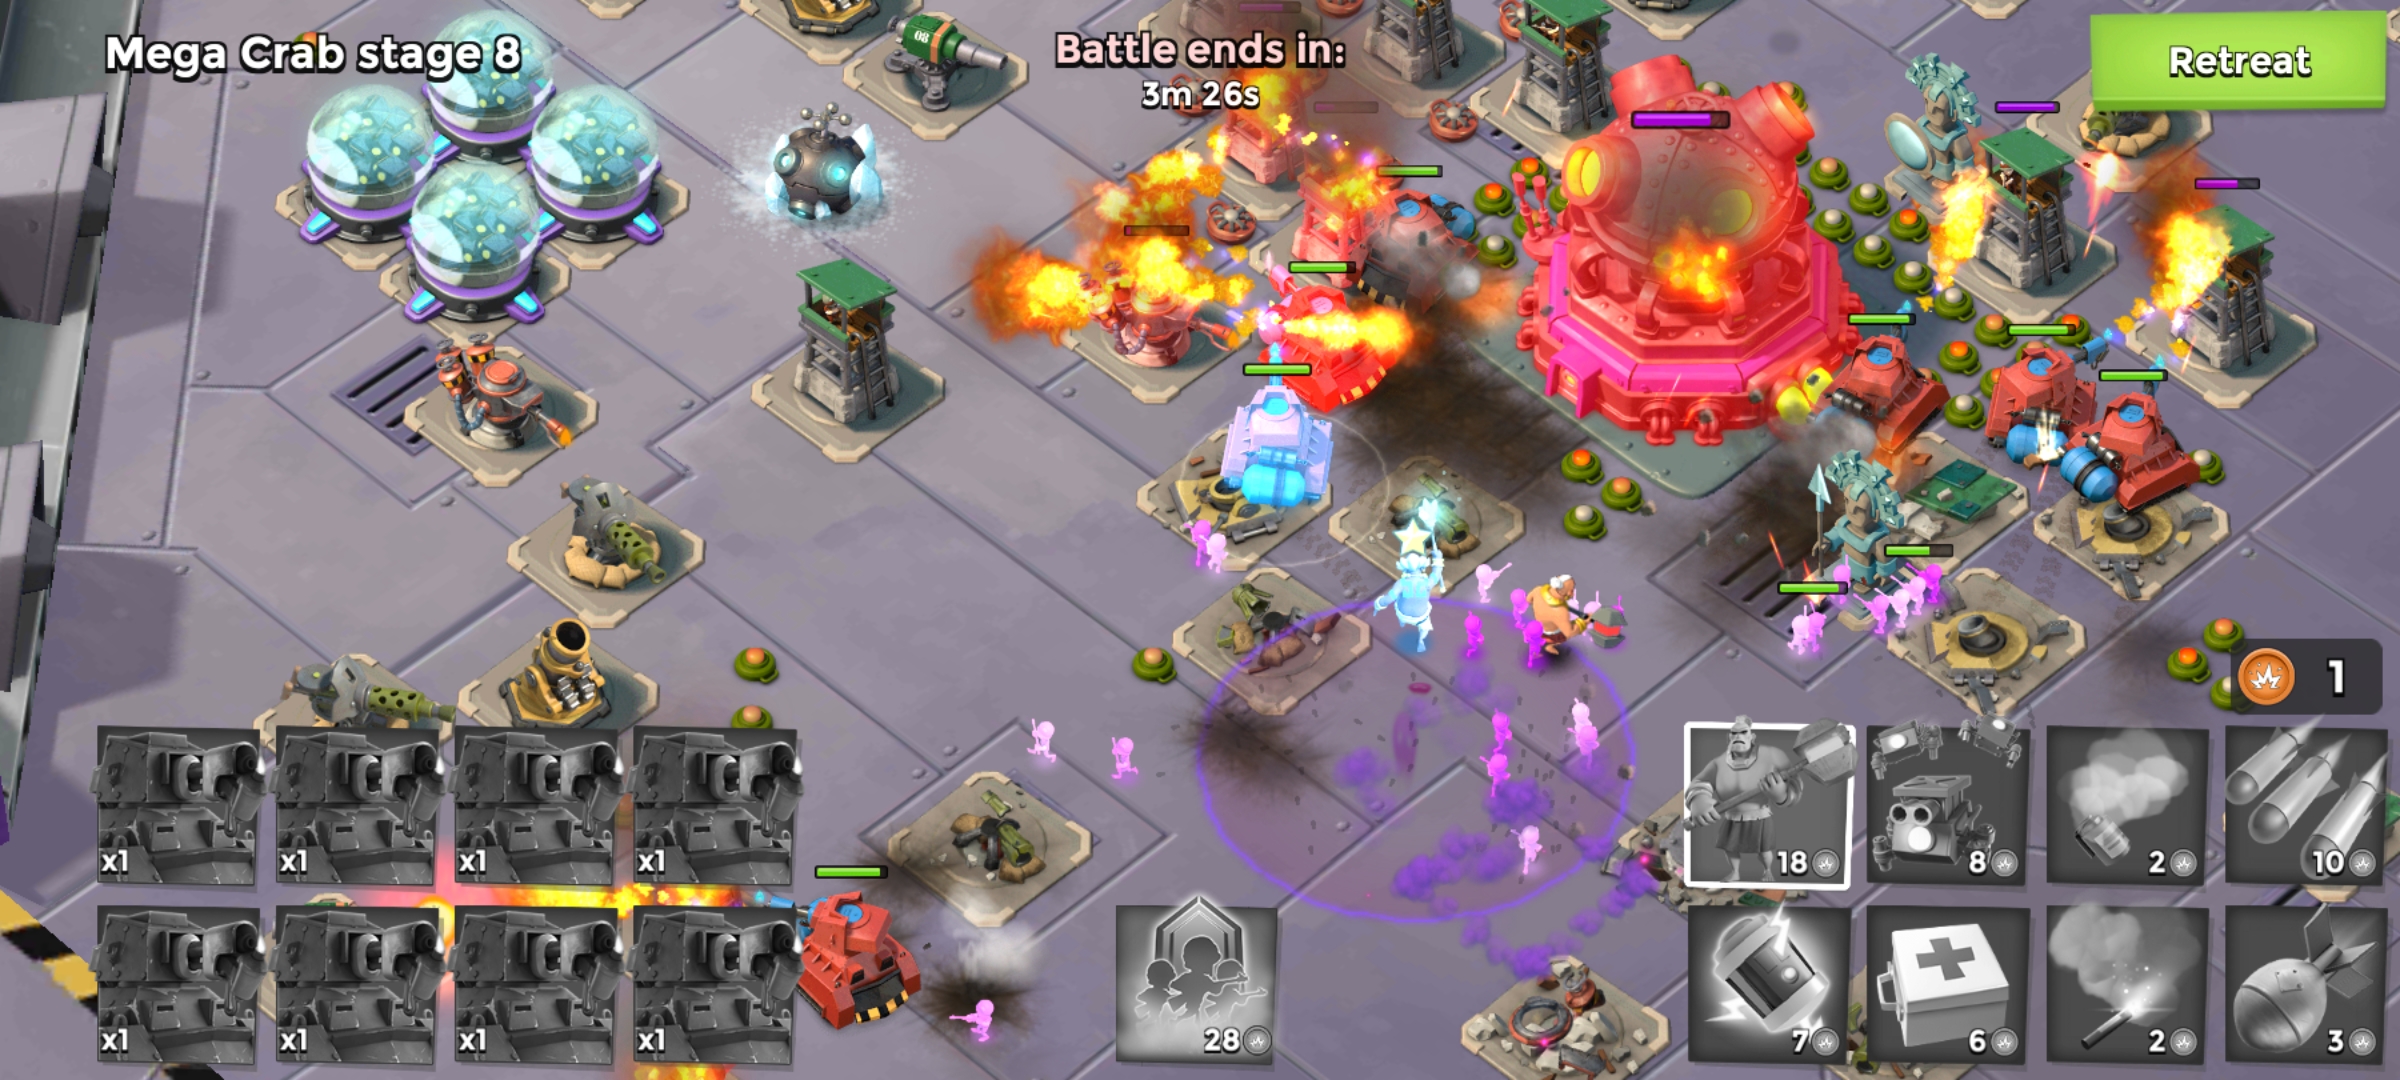 Mega Crab stage 8
Battle ends in:
3m 26s
Retreat
08
1
x1
x1
x1
x1
18
8
2
10
x1
x1
x1
x1
28
7
6
2
3